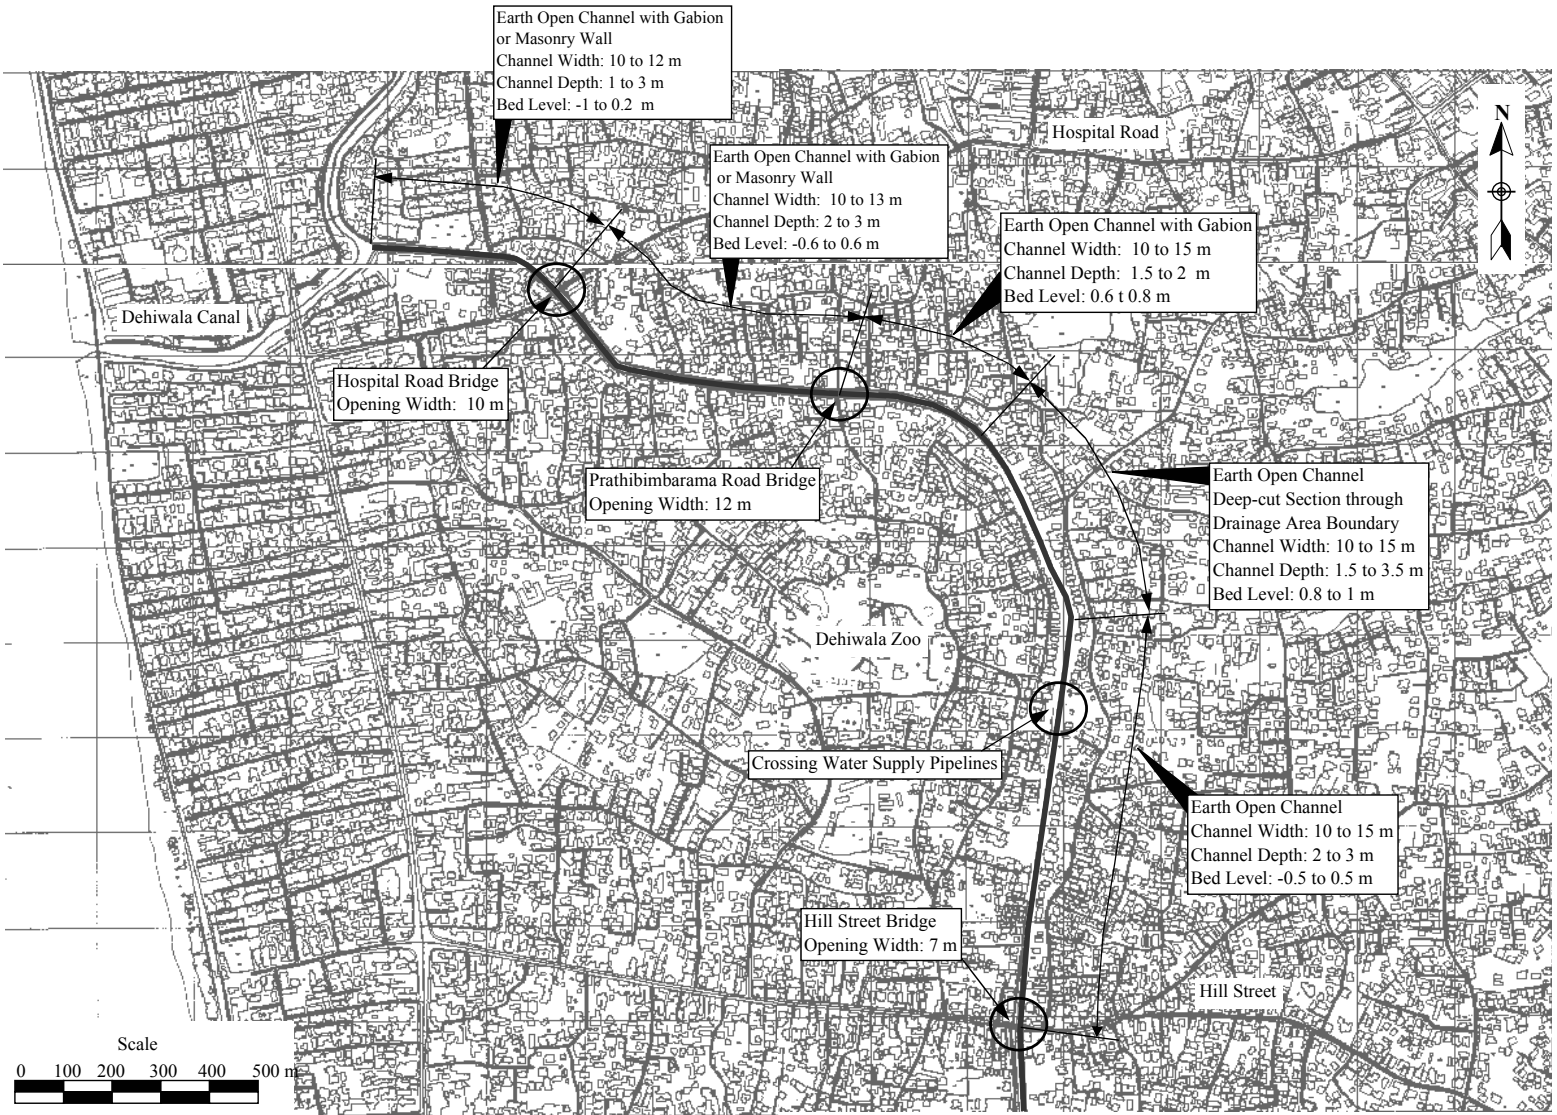 Earth Open Channel with Gabion
or Masonry Wall
Channel Width: 10 to 12 m
Channel Depth: 1 to 3 m
Bed Level: -1 to 0.2 m
N
Hospital Road
Earth Open Channel with Gabion
or Masonry Wall
Channel Width: 10 to 13 m
Channel Depth: 2 to 3 m
Bed Level: -0.6 to 0.6 m
Earth Open Channel with Gabion
Channel Width: 10 to 15 m
Channel Depth: 1.5 to 2 m
Bed Level: 0.6 t 0.8 m
Dehiwala Canal
Hospital Road Bridge
Opening Width: 10 m
Prathibimbarama Road Bridge
Opening Width: 12 m
Earth Open Channel
Deep-cut Section through
Drainage Area Boundary
Channel Width: 10 to 15 m
Channel Depth: 1.5 to 3.5 m
Bed Level: 0.8 to 1 m
Dehiwala Zoo
Crossing Water Supply Pipelines
Earth Open Channel
Channel Width: 10 to 15 m
Channel Depth: 2 to 3 m
Bed Level: -0.5 to 0.5 m
Hill Street Bridge
Opening Width: 7 m
Hill Street
Scale
0 100 200 300 400 500 m